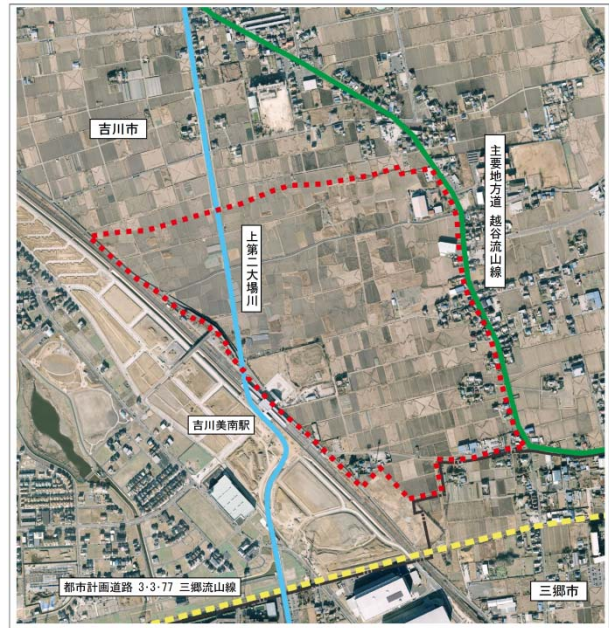 吉川市
主要地方道 越谷流山線
上第二大場川
吉川美南駅
都市計画道路 3・3・77 三郷流山線
三郷市